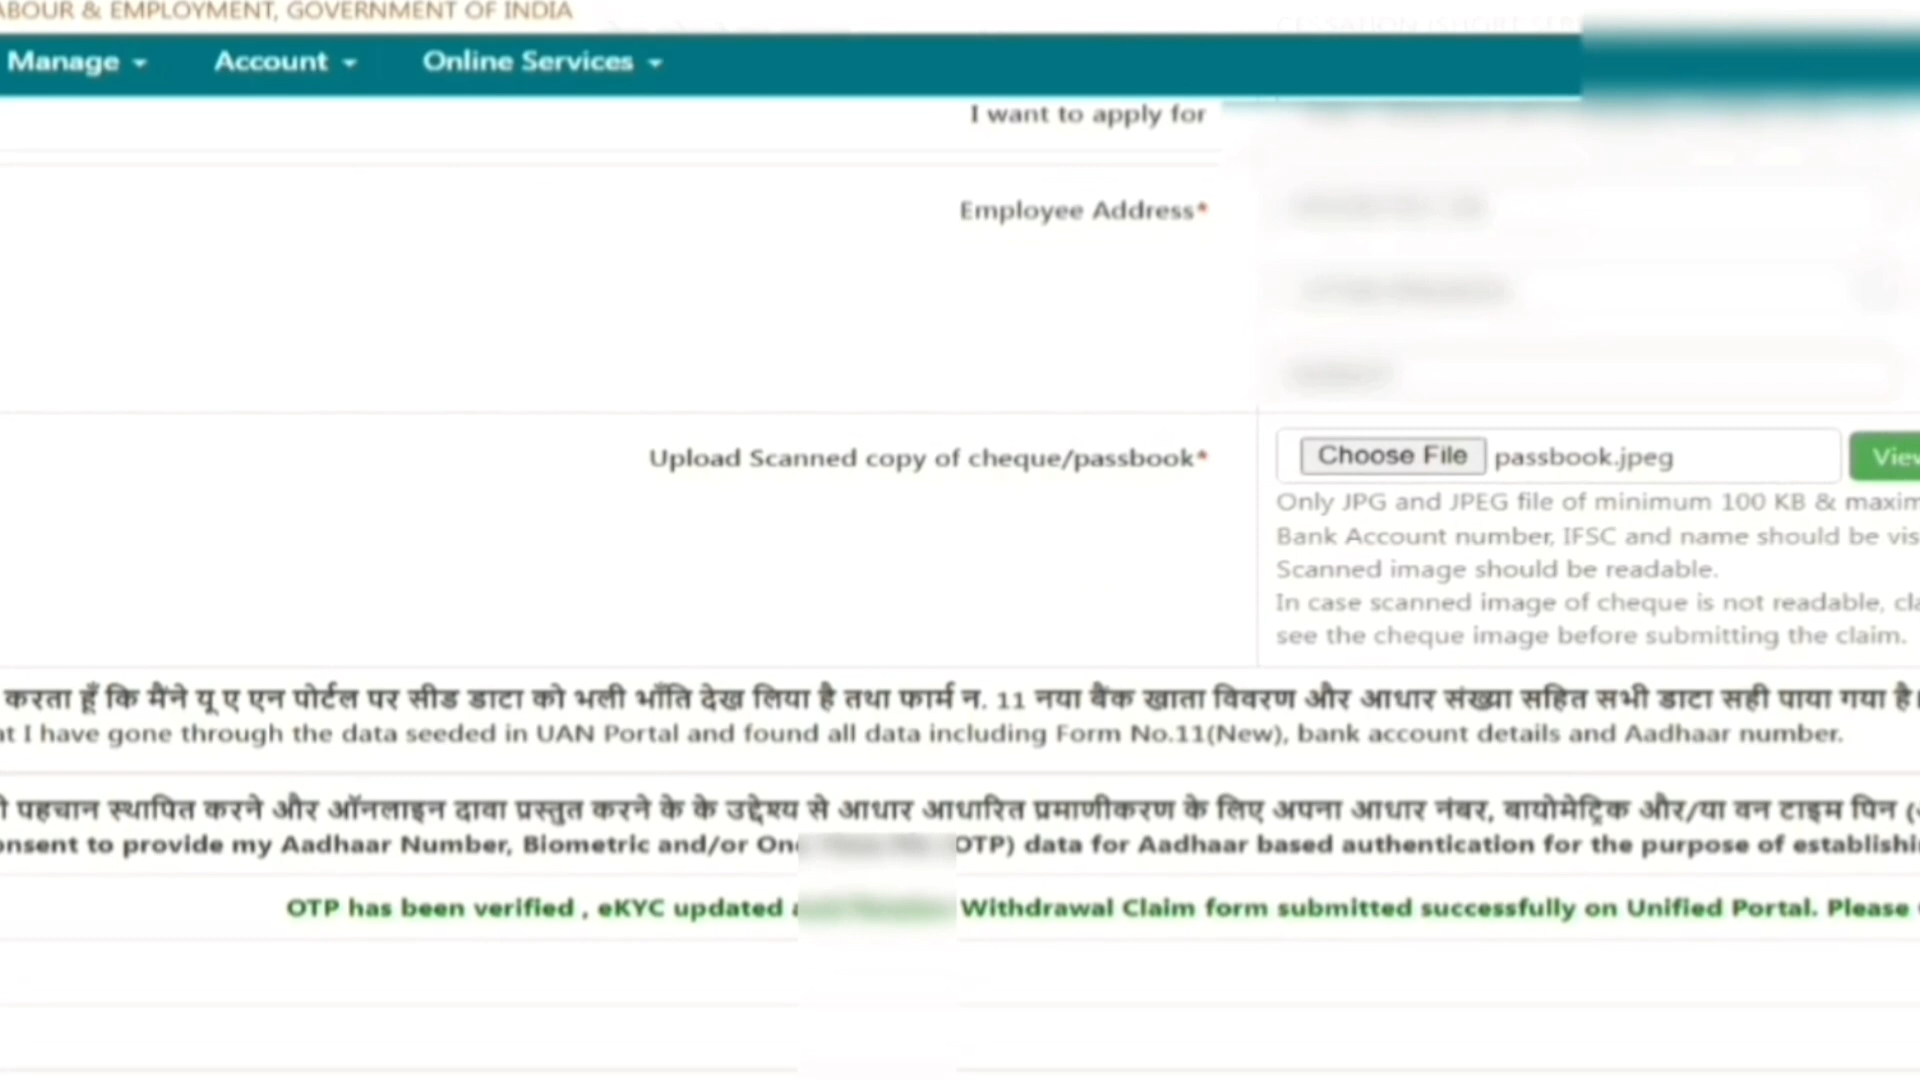 ABOUR & EMPLOYMENT, GOVERNMENT OF INDIA
Manage Account Online Services
I want to apply for
Employee Address*
Upload Scanned copy of cheque/passbook*
Choose File passbook.jpeg
View
Only JPG and JPEG file of minimum 100 KB & maxim
Bank Account number, IFSC and name should be vis
Scanned image should be readable.
In case scanned image of cheque is not readable, cla
see the cheque image before submitting the claim.
करता हूँ कि मैंने यू ए एन पोर्टल पर सीड डाटा को भली भाँति देख लिया है तथा फार्म न. 11 नया बैंक खाता विवरण और आधार संख्या सहित सभी डाटा सही पाया गया है।
at I have gone through the data seeded in UAN Portal and found all data including Form No.11(New), bank account details and Aadhaar number.
पहचान स्थापित करने और ऑनलाइन दावा प्रस्तुत करने के के उद्देश्य से आधार आधारित प्रमाणीकरण के लिए अपना आधार नंबर, बायोमेट्रिक और/या वन टाइम पिन
onsent to provide my Aadhaar Number, Biometric and/or One OTP) data for Aadhaar based authentication for the purpose of establishi
OTP has been verified , eKYC updated Withdrawal Claim form submitted successfully on Unified Portal. Please